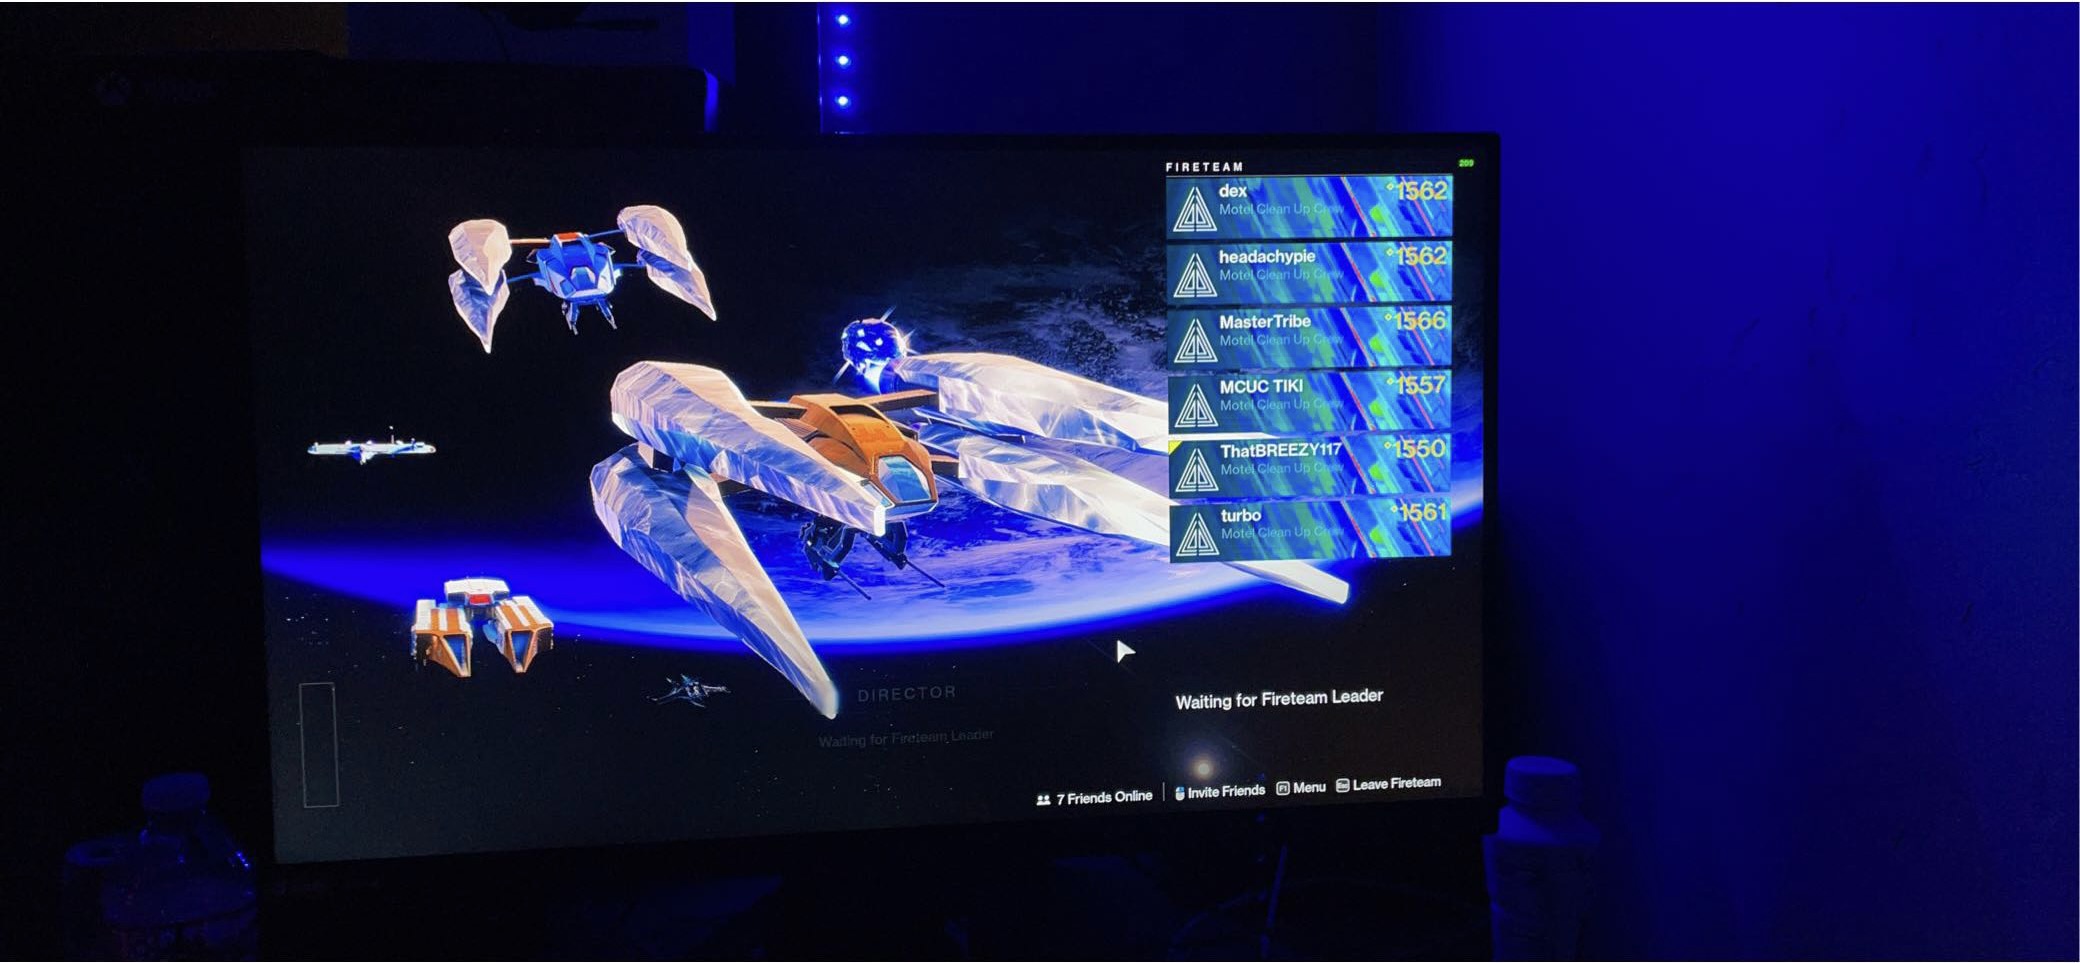 FIRETEAM
209
dex
1562
Motel Clean Up Crew
headachypie
1562
Motel Clean Up Crew
MasterTribe
1566
Motel Clean Up Crew
MCUC TIKI
1557
Motel Clean Up Crew
ThatBREEZY117
1550
Motel Clean Up Crew
turbo
1561
Motel Clean Up Crew
DIRECTOR
Waiting for Fireteam Leader
Waiting for Fireteam Leader
7 Friends Online
Invite Friends
F1 Menu
Leave Fireteam